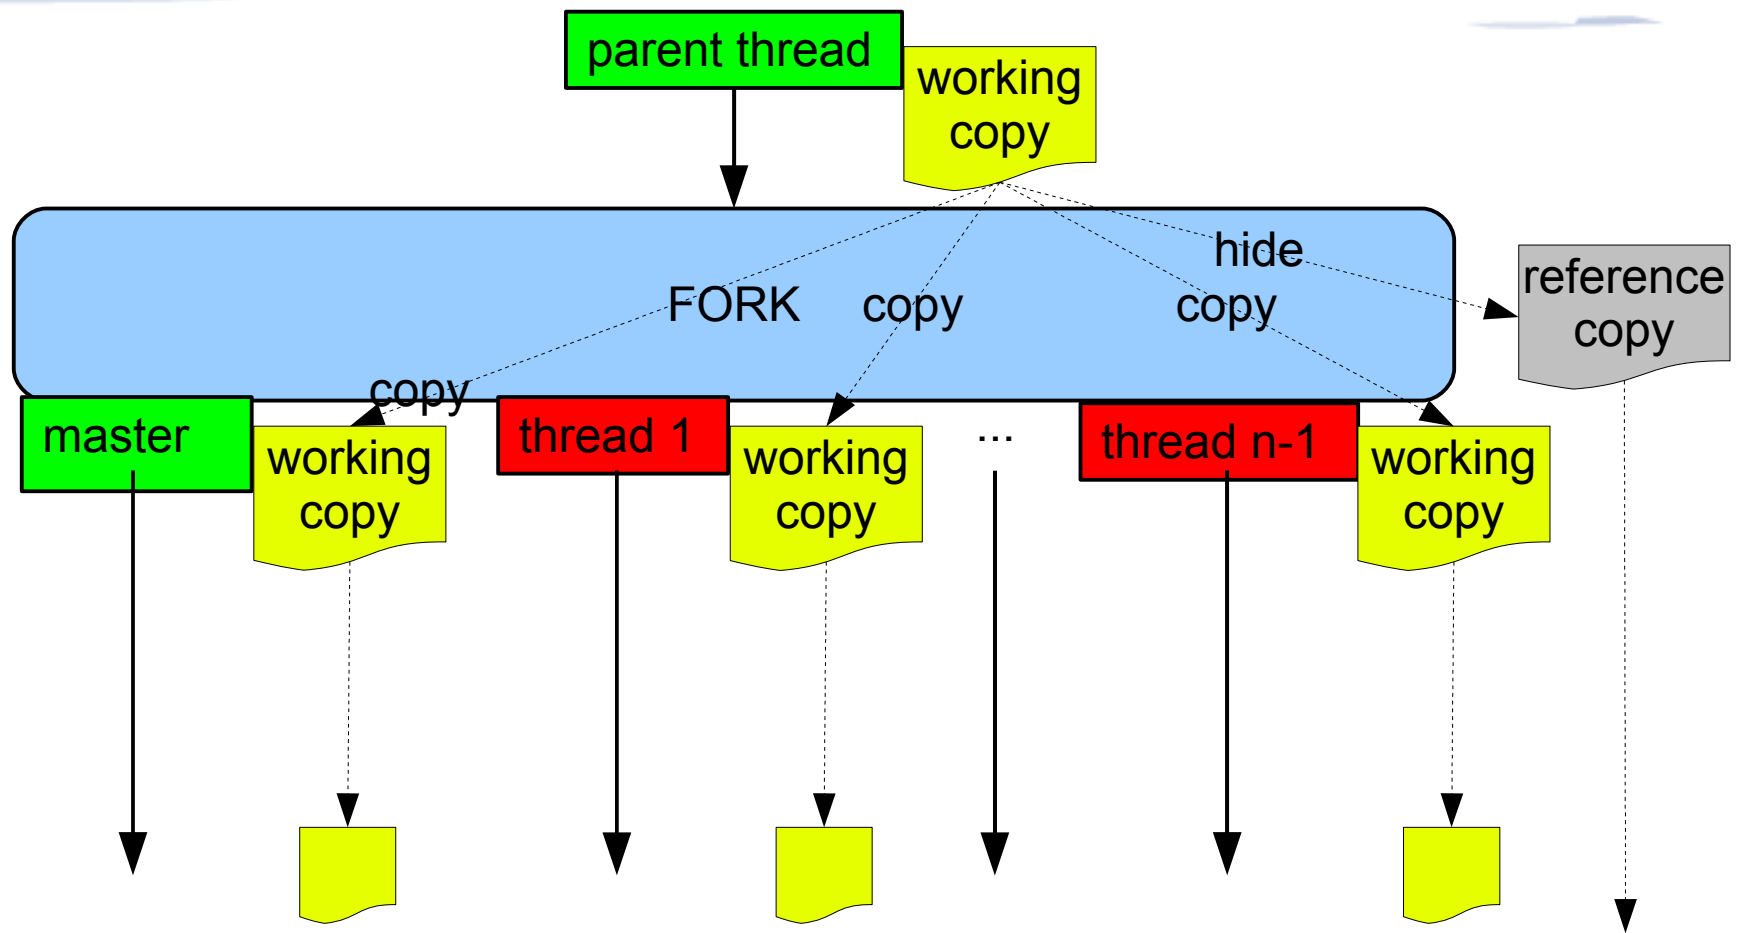 parent thread
working
copy
hide
FORK
copy
copy
reference
copy
copy
master
working
copy
thread 1
working
copy
...
thread n-1
working
copy